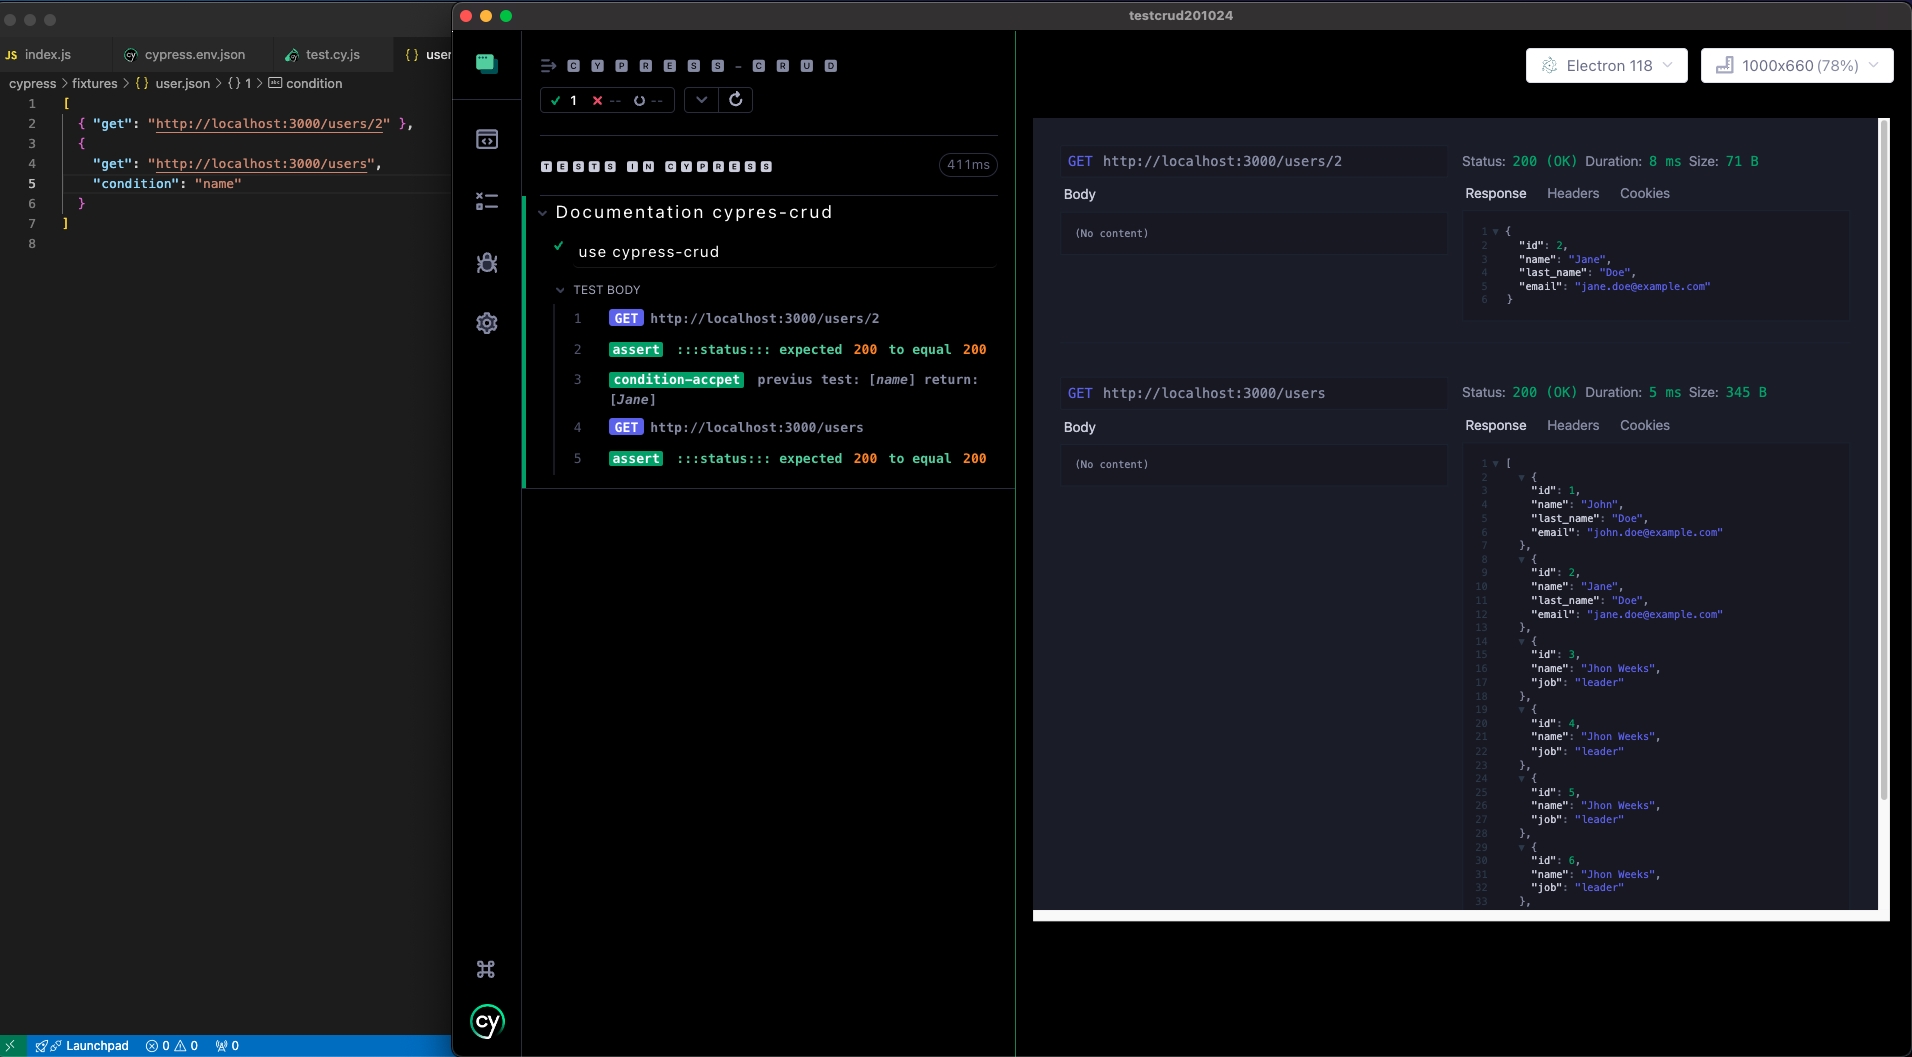 testcrud201024
JS index.js
cypress.env.json
test.cy.js
{ } user
cypress > fixtures > { } user.json > { } 1 > abc condition
1 [
2 { "get": "http://localhost:3000/users/2" },
3 {
4 "get": "http://localhost:3000/users",
5 "condition": "name"
6 }
7 ]
8
Launchpad 0 0 0
CYPRESS-CRUD
1 -- --
TESTS IN CYPRESS
411ms
Documentation cypres-crud
use cypress-crud
TEST BODY
1 GET http://localhost:3000/users/2
2 assert :::status::: expected 200 to equal 200
3 condition-accpet previus test: [name] return:
[Jane]
4 GET http://localhost:3000/users
5 assert :::status::: expected 200 to equal 200
cy
Electron 118
1000x660 (78%)
GET http://localhost:3000/users/2
Status: 200 (OK) Duration: 8 ms Size: 71 B
Body
(No content)
Response Headers Cookies
1 {
2 "id": 2,
3 "name": "Jane",
4 "last_name": "Doe",
5 "email": "jane.doe@example.com"
6 }
GET http://localhost:3000/users
Status: 200 (OK) Duration: 5 ms Size: 345 B
Body
(No content)
Response Headers Cookies
1 [
2 {
3 "id": 1,
4 "name": "John",
5 "last_name": "Doe",
6 "email": "john.doe@example.com"
7 },
8 {
9 "id": 2,
10 "name": "Jane",
11 "last_name": "Doe",
12 "email": "jane.doe@example.com"
13 },
14 {
15 "id": 3,
16 "name": "Jhon Weeks",
17 "job": "leader"
18 },
19 {
20 "id": 4,
21 "name": "Jhon Weeks",
22 "job": "leader"
23 },
24 {
25 "id": 5,
26 "name": "Jhon Weeks",
27 "job": "leader"
28 },
29 {
30 "id": 6,
31 "name": "Jhon Weeks",
32 "job": "leader"
33 },